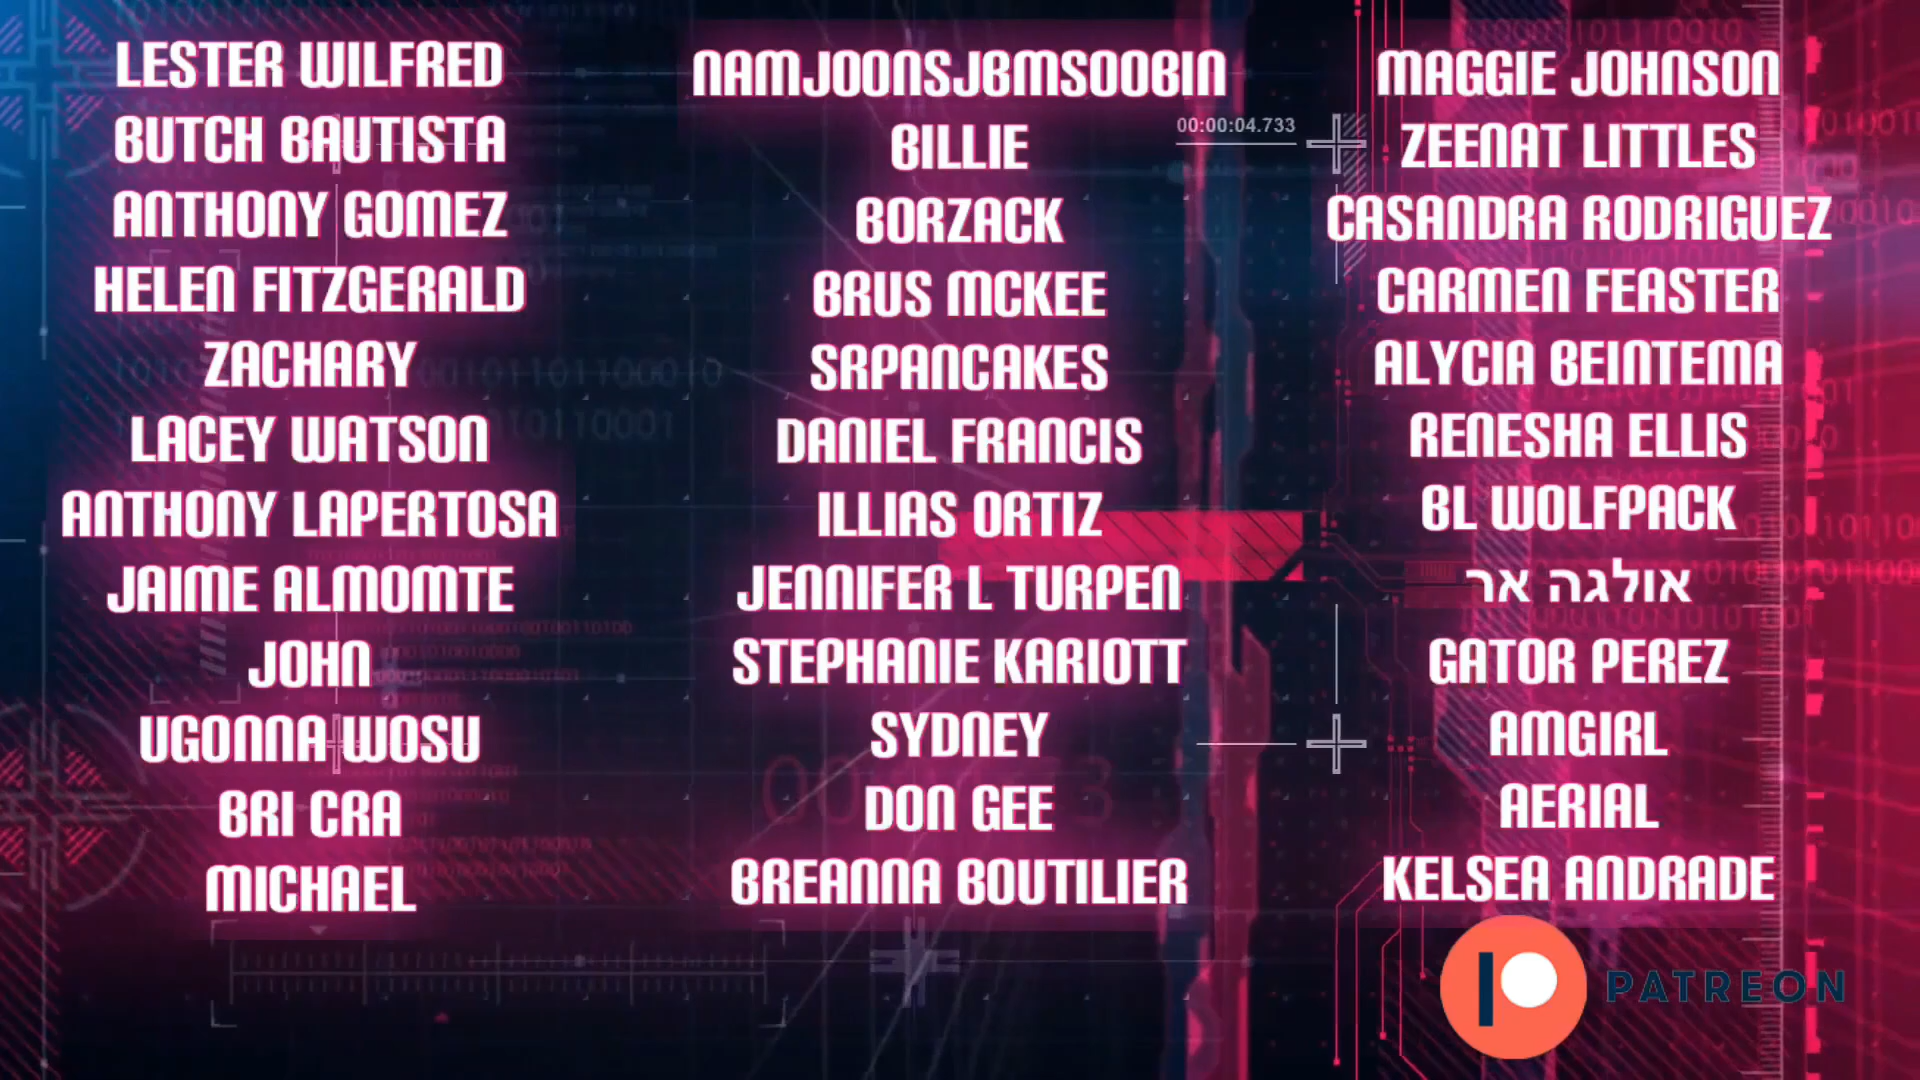 LESTER WILFRED
BUTCH BAUTISTA
ANTHONY GOMEZ
HELEN FITZGERALD
ZACHARY
LACEY WATSON
ANTHONY LAPERTOSA
JAIME ALMOMTE
JOHN
UGONNA WOSU
BRI CRA
MICHAEL
NAMJOONSJBMSOOBIN
BILLIE
BORZACK
BRUS MCKEE
SRPANCAKES
DANIEL FRANCIS
ILLIAS ORTIZ
JENNIFER L TURPEN
STEPHANIE KARIOTT
SYDNEY
DON GEE
BREANNA BOUTILIER
00:00:04.733
MAGGIE JOHNSON
ZEENAT LITTLES
CASANDRA RODRIGUEZ
CARMEN FEASTER
ALYCIA BEINTEMA
RENESHA ELLIS
BL WOLFPACK
אולגה אר
GATOR PEREZ
AMGIRL
AERIAL
KELSEA ANDRADE
PATREON